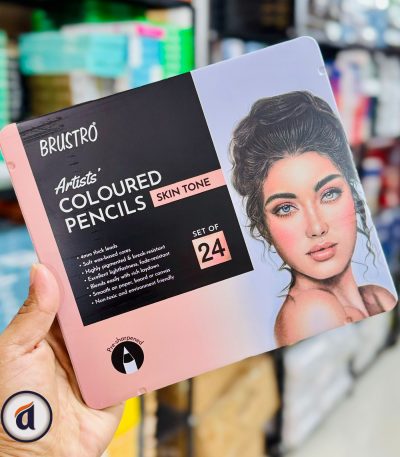 BRUSTRO
Artists'
COLOURED
PENCILS SKIN TONE
SET OF
24
• 4mm thick leads
• Soft wax-based cores
• Highly pigmented & break-resistant
• Excellent lightfastness, fade-resistant
• Blends easily with rich laydown
• Smooth on paper, board or canvas
• Non-toxic and environment friendly
Pre-sharpened
a